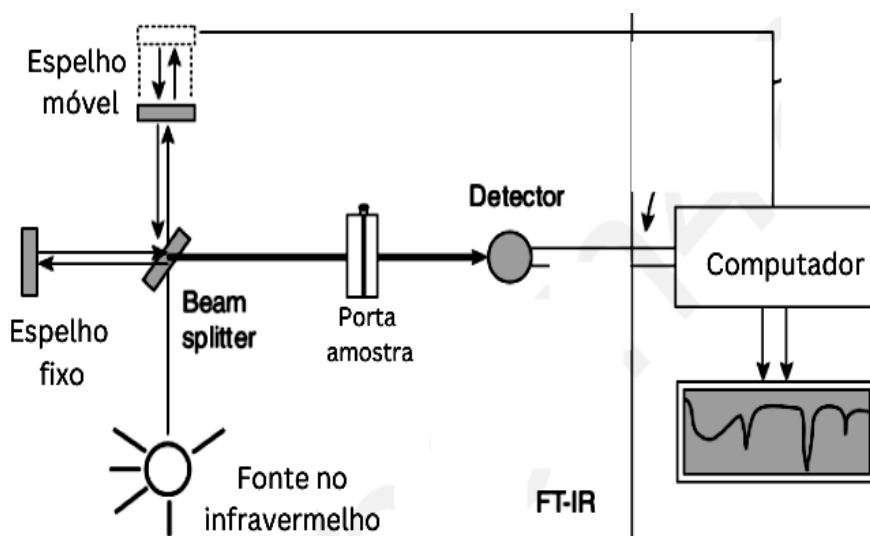 Espelho
móvel
Detector
Computador
Beam
splitter
Porta
amostra
Espelho
fixo
Fonte no
infravermelho
FT-IR